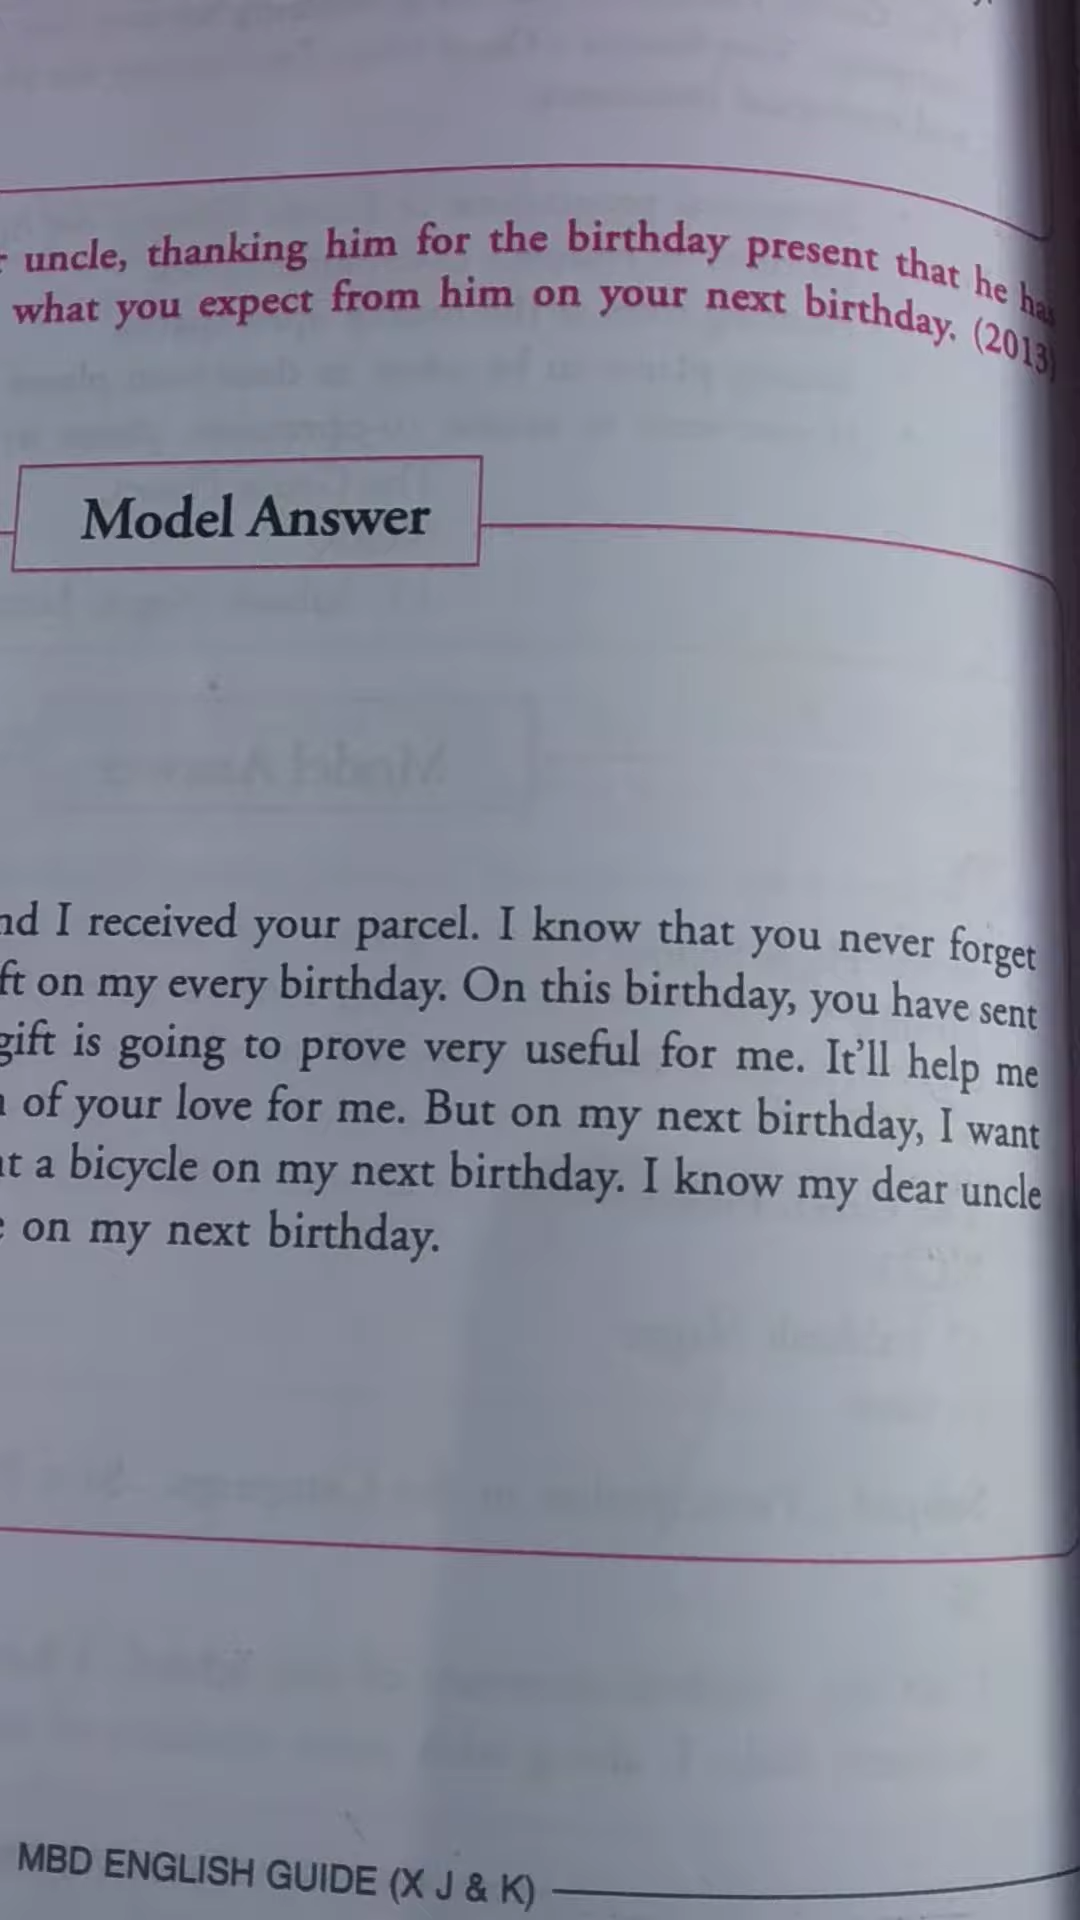 uncle, thanking him for the birthday present that he has
what you expect from him on your next birthday. (2013)
Model Answer
I received your parcel. I know that you never forget
on my every birthday. On this birthday, you have sent
gift is going to prove very useful for me. It'll help me
of your love for me. But on my next birthday, I want
a bicycle on my next birthday. I know my dear uncle
on my next birthday.
MBD ENGLISH GUIDE (X J & K)